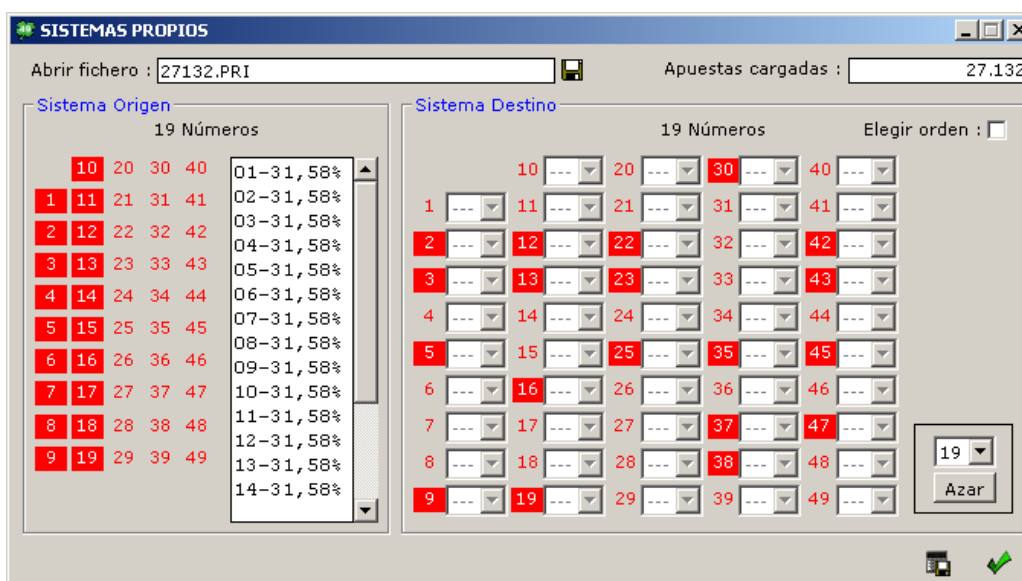 SISTEMAS PROPIOS
Abrir fichero : 27132.PRI
Apuestas cargadas : 27.132
Sistema Origen
19 Números
10 20 30 40
1 11 21 31 41
2 12 22 32 42
3 13 23 33 43
4 14 24 34 44
5 15 25 35 45
6 16 26 36 46
7 17 27 37 47
8 18 28 38 48
9 19 29 39 49
01-31,58%
02-31,58%
03-31,58%
04-31,58%
05-31,58%
06-31,58%
07-31,58%
08-31,58%
09-31,58%
10-31,58%
11-31,58%
12-31,58%
13-31,58%
14-31,58%
Sistema Destino
19 Números
Elegir orden :
10 --- 20 --- 30 --- 40 ---
1 --- 11 --- 21 --- 31 --- 41 ---
2 --- 12 --- 22 --- 32 --- 42 ---
3 --- 13 --- 23 --- 33 --- 43 ---
4 --- 14 --- 24 --- 34 --- 44 ---
5 --- 15 --- 25 --- 35 --- 45 ---
6 --- 16 --- 26 --- 36 --- 46 ---
7 --- 17 --- 27 --- 37 --- 47 ---
8 --- 18 --- 28 --- 38 --- 48 ---
9 --- 19 --- 29 --- 39 --- 49 ---
19
Azar